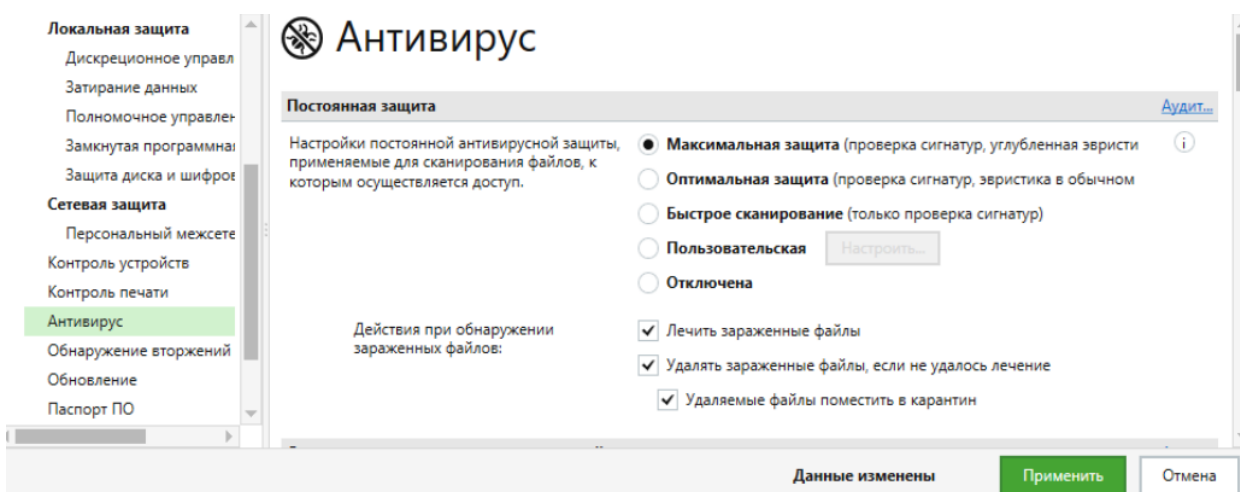 Локальная защита
Дискреционное управл
Затирание данных
Полномочное управлен
Замкнутая программна
Защита диска и шифров
Сетевая защита
Персональный межсете
Контроль устройств
Контроль печати
Антивирус
Обнаружение вторжений
Обновление
Паспорт ПО
Антивирус
Постоянная защита
Аудит...
Настройки постоянной антивирусной защиты,
применяемые для сканирования файлов, к
которым осуществляется доступ.
Максимальная защита (проверка сигнатур, углубленная эвристи
Оптимальная защита (проверка сигнатур, эвристика в обычном
Быстрое сканирование (только проверка сигнатур)
Пользовательская
Настроить...
Отключена
Действия при обнаружении
зараженных файлов:
Лечить зараженные файлы
Удалять зараженные файлы, если не удалось лечение
Удаляемые файлы поместить в карантин
Данные изменены
Применить
Отмена